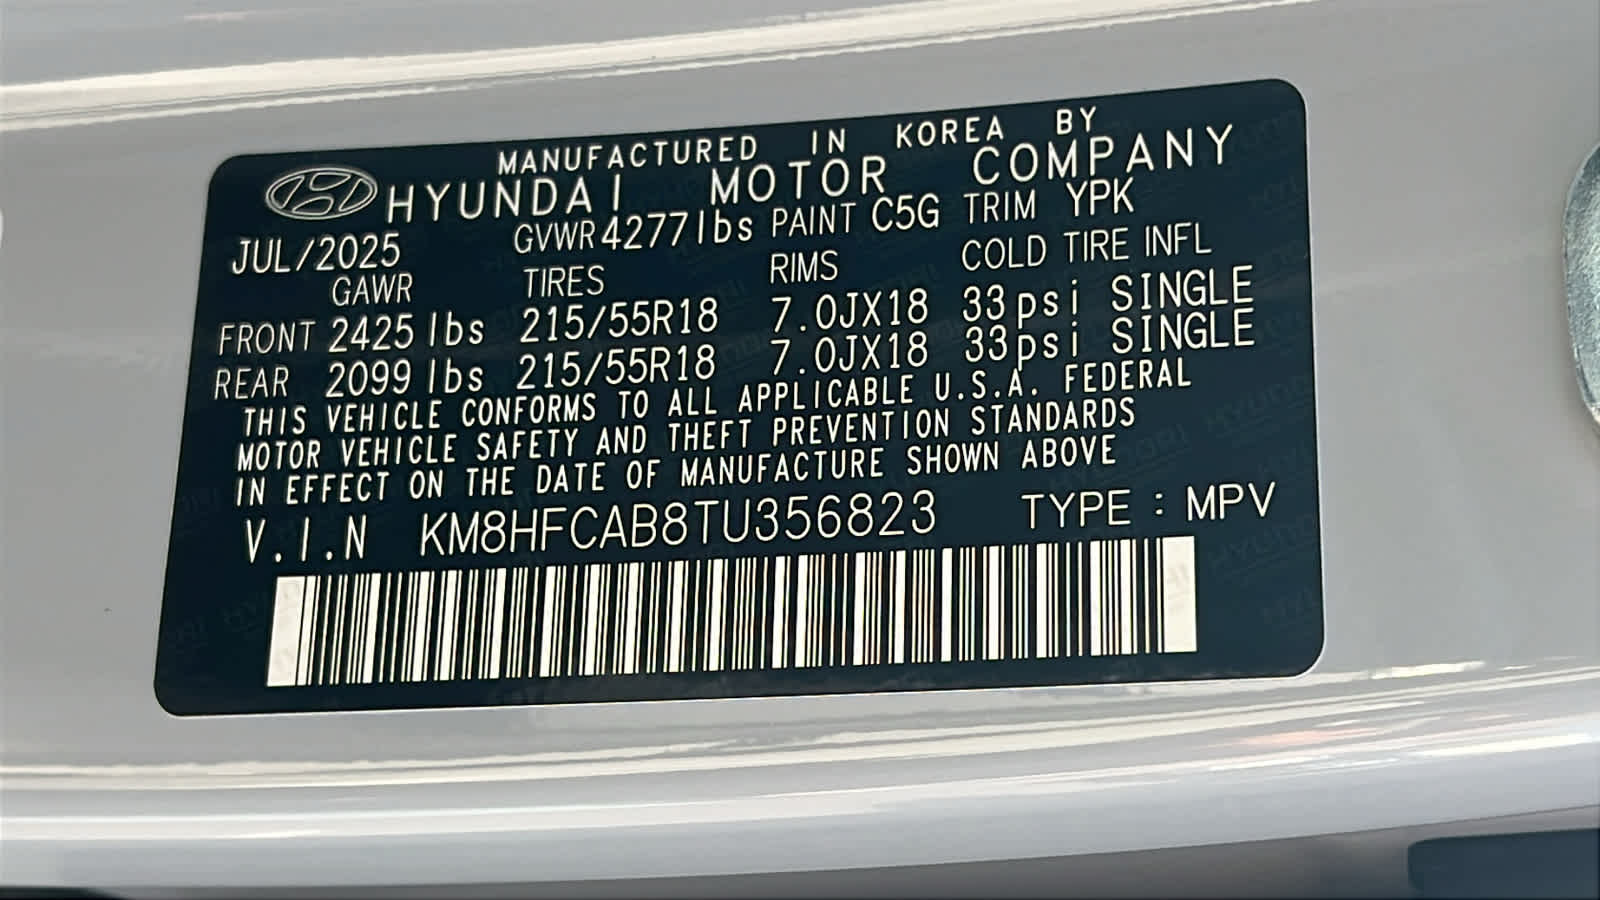 MANUFACTURED IN KOREA BY
HYUNDAI MOTOR COMPANY
JUL/2025 GVWR 4277lbs PAINT C5G TRIM YPK
GAWR TIRES RIMS COLD TIRE INFL
FRONT 2425 lbs 215/55R18 7.0JX18 33psi SINGLE
REAR 2099 lbs 215/55R18 7.0JX18 33psi SINGLE
THIS VEHICLE CONFORMS TO ALL APPLICABLE U.S.A. FEDERAL
MOTOR VEHICLE SAFETY AND THEFT PREVENTION STANDARDS
IN EFFECT ON THE DATE OF MANUFACTURE SHOWN ABOVE
V.I.N KM8HFCAB8TU356823 TYPE : MPV